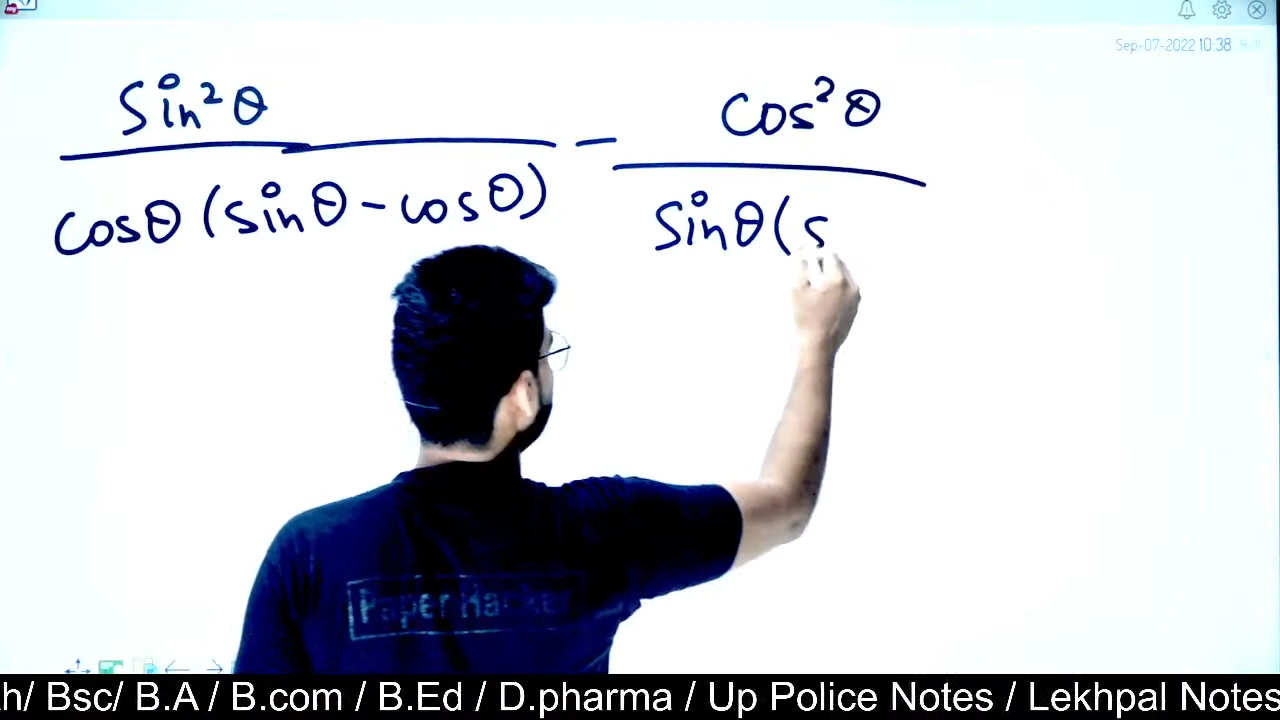 Sep-07-2022 10:38
Sin²θ
cosθ (sinθ - cosθ)
-
cos²θ
Sinθ (s
Paper Hacker
h/ Bsc/ B.A / B.com / B.Ed / D.pharma / Up Police Notes / Lekhpal Notes